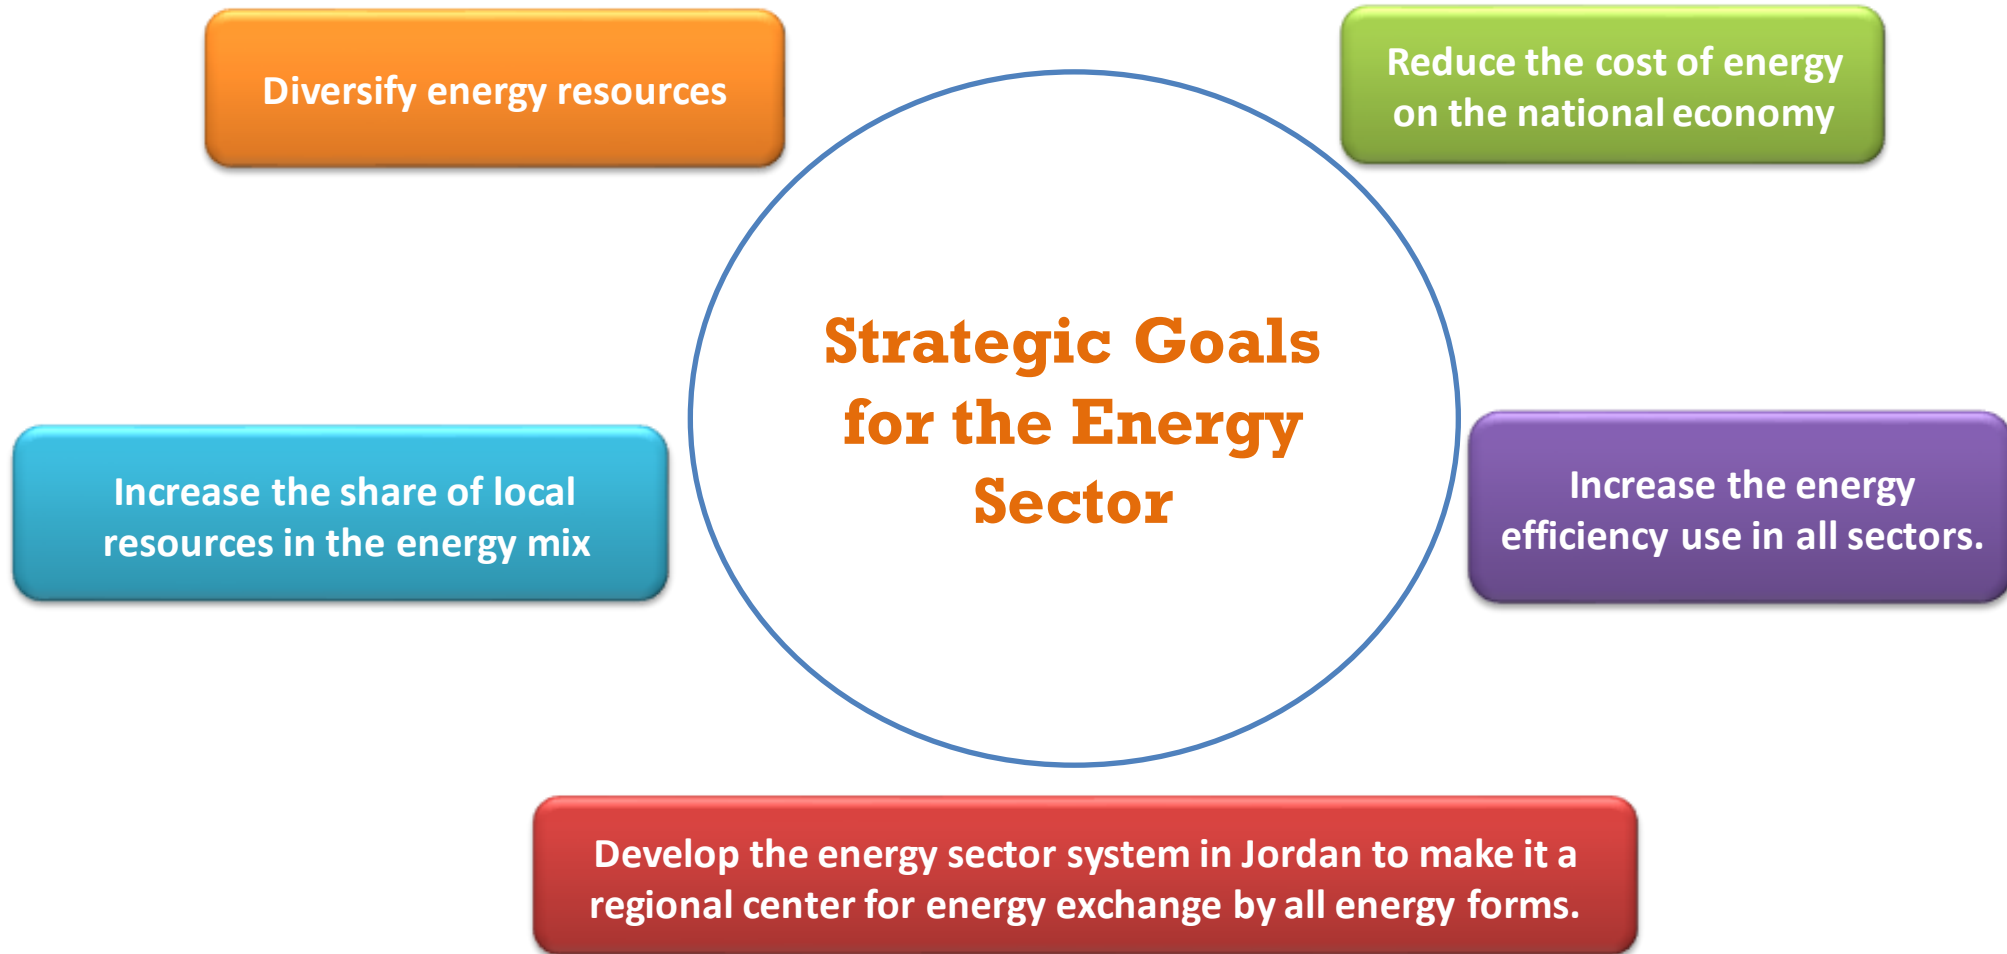 Diversify energy resources
Reduce the cost of energy
on the national economy
Strategic Goals
for the Energy
Sector
Increase the share of local
resources in the energy mix
Increase the energy
efficiency use in all sectors.
Develop the energy sector system in Jordan to make it a
regional center for energy exchange by all energy forms.